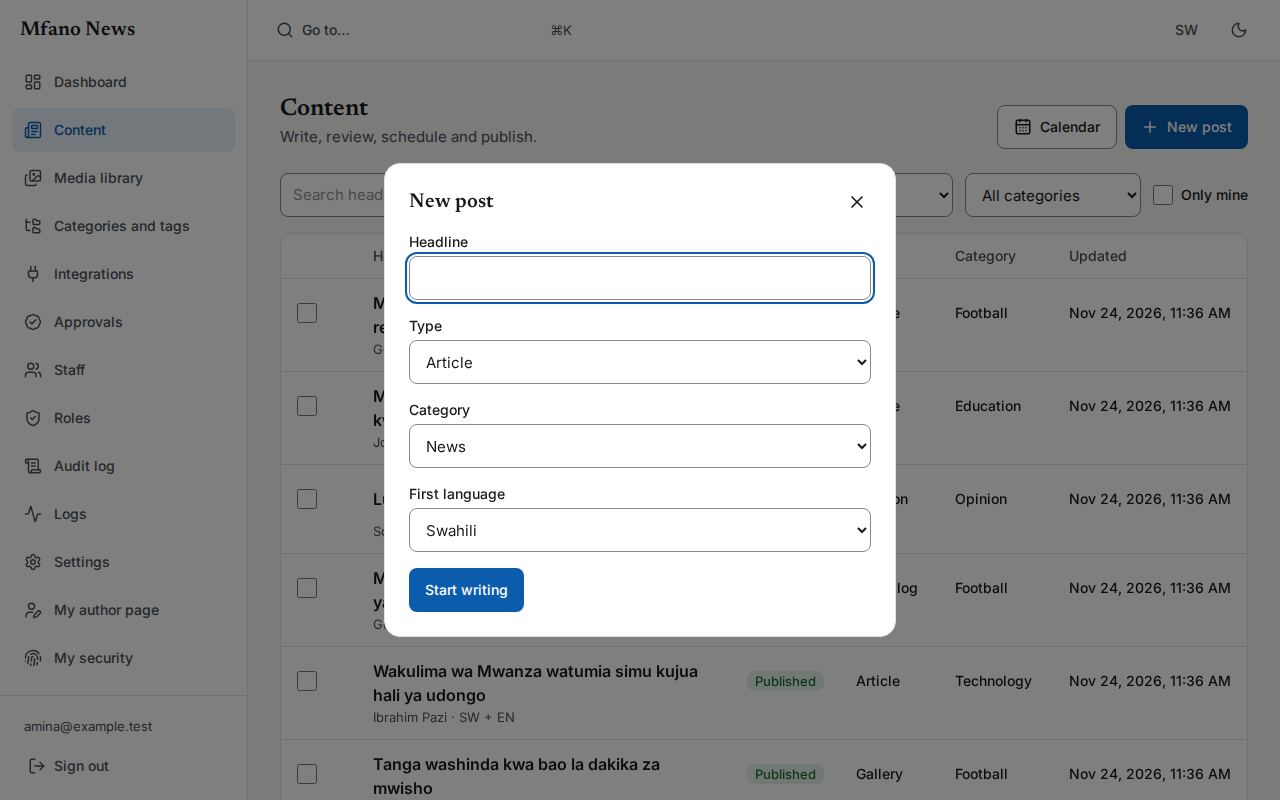 Mfano News
Go to...
⌘K
SW
Dashboard
Content
Media library
Categories and tags
Integrations
Approvals
Staff
Roles
Audit log
Logs
Settings
My author page
My security
amina@example.test
Sign out
Content
Write, review, schedule and publish.
Calendar
New post
Search
All categories
Only mine
Category
Updated
Football
Nov 24, 2026, 11:36 AM
Education
Nov 24, 2026, 11:36 AM
Opinion
Nov 24, 2026, 11:36 AM
Football
Nov 24, 2026, 11:36 AM
Wakulima wa Mwanza watumia simu kujua
hali ya udongo
Ibrahim Pazi · SW + EN
Published
Article
Technology
Nov 24, 2026, 11:36 AM
Tanga washinda kwa bao la dakika za
mwisho
Published
Gallery
Football
Nov 24, 2026, 11:36 AM
New post
Headline
Type
Article
Category
News
First language
Swahili
Start writing